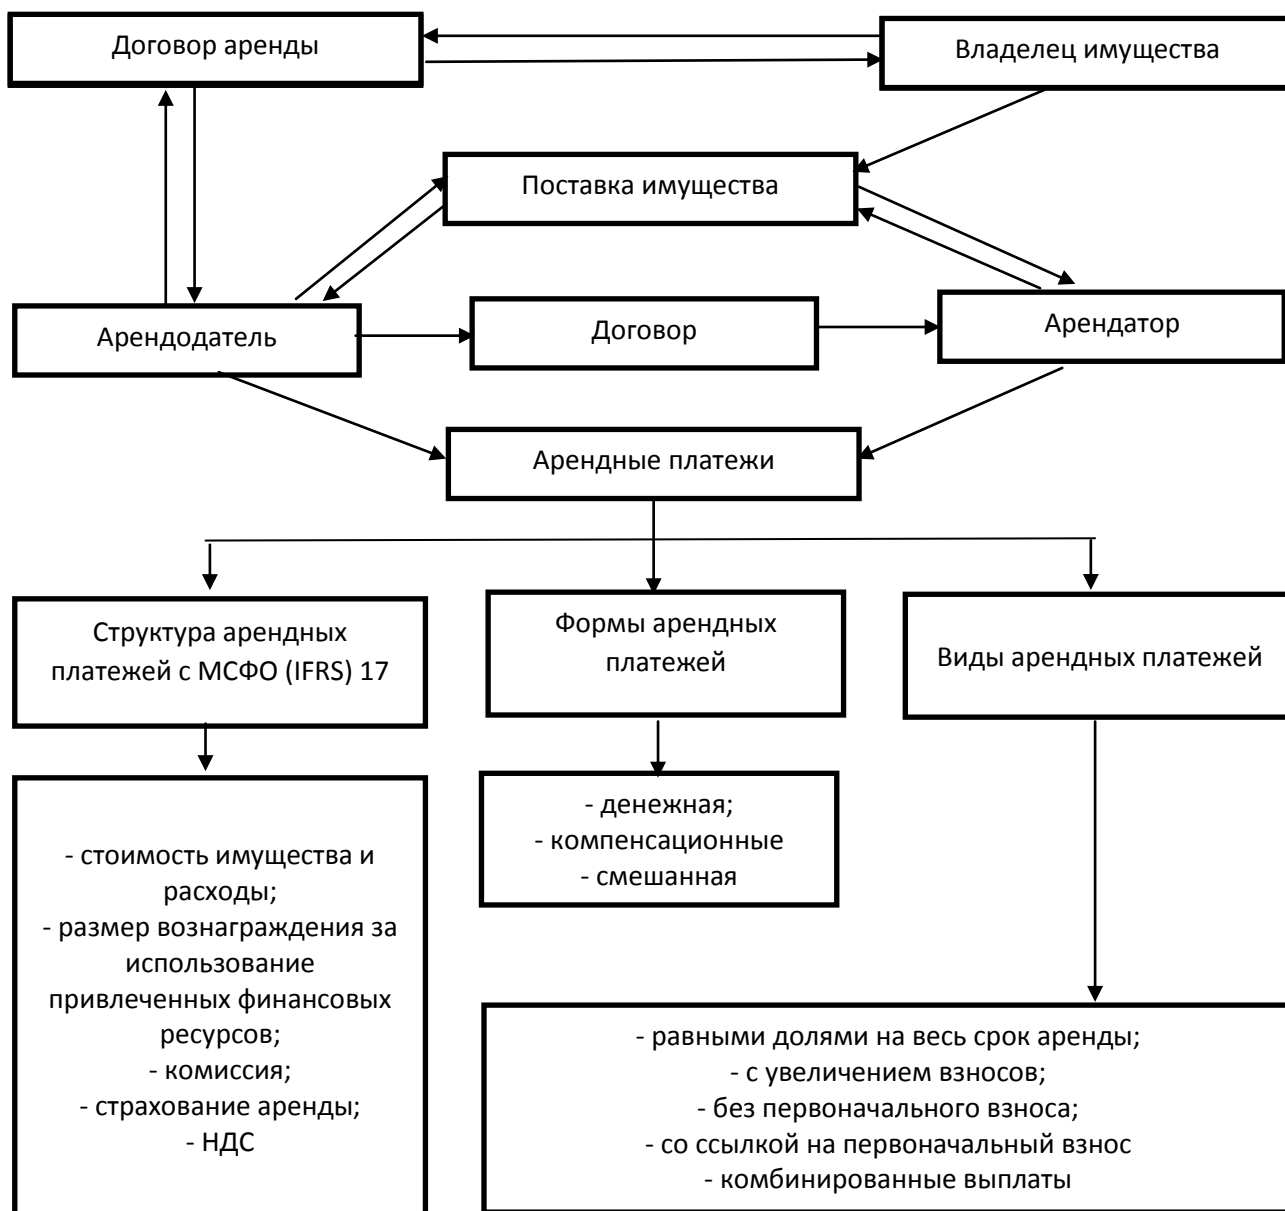 Договор аренды
Владелец имущества
Поставка имущества
Арендодатель
Договор
Арендатор
Арендные платежи
Структура арендных
платежей с МСФО (IFRS) 17
Формы арендных
платежей
Виды арендных платежей
- стоимость имущества и
расходы;
- размер вознаграждения за
использование
привлеченных финансовых
ресурсов;
- комиссия;
- страхование аренды;
- НДС
- денежная;
- компенсационные
- смешанная
- равными долями на весь срок аренды;
- с увеличением взносов;
- без первоначального взноса;
- со ссылкой на первоначальный взнос
- комбинированные выплаты